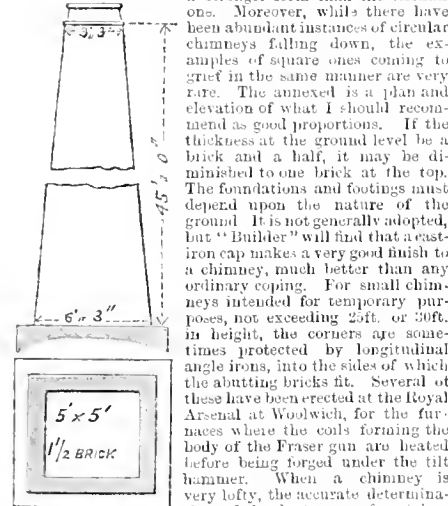 3' 3"
45' 0"
6' 3"
5' x 5'
1 1/2 BRICK
one. Moreover, while there have
been abundant instances of circular
chimneys falling down, the ex-
amples of square ones coming to
grief in the same manner are very
rare. The annexed is a plan and
elevation of what I should recom-
mend as good proportions. If the
thickness at the ground level be a
brick and a half, it may be di-
minished to one brick at the top.
The foundations and footings must
depend upon the nature of the
ground It is not generally adopted,
but "Builder" will find that a cast-
iron cap makes a very good finish to
a chimney, much better than any
ordinary coping. For small chim-
neys intended for temporary pur-
poses, not exceeding 25ft. or 30ft.
in height, the corners are some-
times protected by longitudinal
angle irons, into the sides of which
the abutting bricks fit. Several of
these have been erected at the Royal
Arsenal at Woolwich, for the fur-
naces where the coils forming the
body of the Fraser gun are heated
before being forged under the tilt
hammer. When a chimney is
very lofty, the accurate determina-